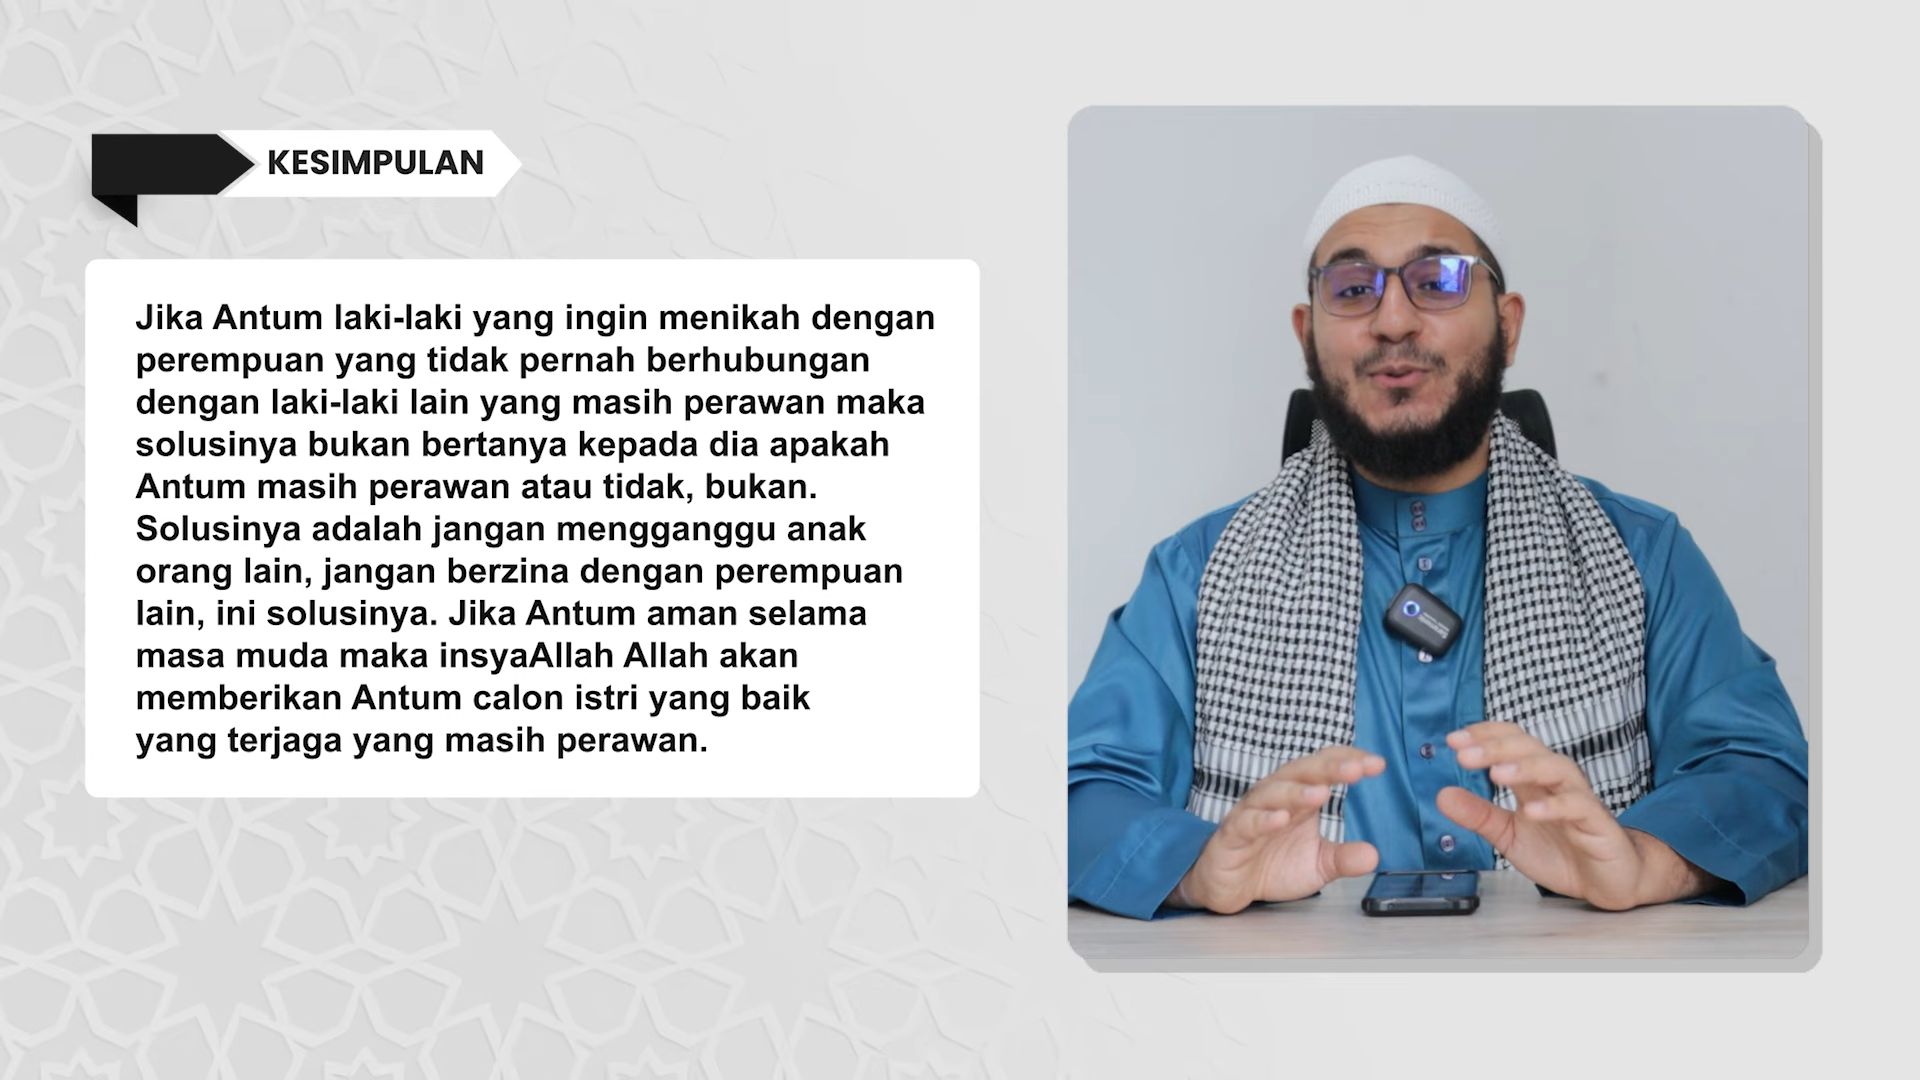 KESIMPULAN
Jika Antum laki-laki yang ingin menikah dengan
perempuan yang tidak pernah berhubungan
dengan laki-laki lain yang masih perawan maka
solusinya bukan bertanya kepada dia apakah
Antum masih perawan atau tidak, bukan.
Solusinya adalah jangan mengganggu anak
orang lain, jangan berzina dengan perempuan
lain, ini solusinya. Jika Antum aman selama
masa muda maka insyaAllah Allah akan
memberikan Antum calon istri yang baik
yang terjaga yang masih perawan.